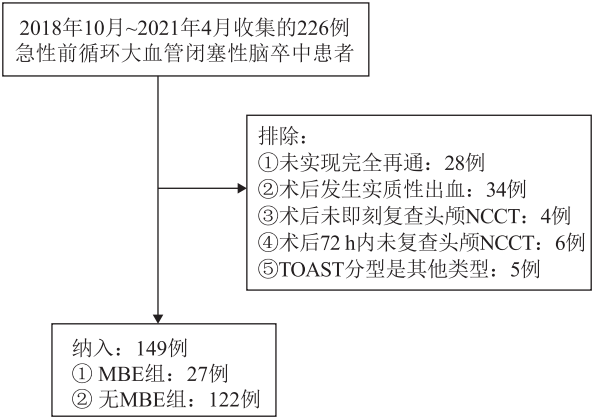 2018年10月~2021年4月收集的226例
急性前循环大血管闭塞性脑卒中患者
排除：
①未实现完全再通：28例
②术后发生实质性出血：34例
③术后未即刻复查头颅NCCT：4例
④术后72 h内未复查头颅NCCT：6例
⑤TOAST分型是其他类型：5例
纳入：149例
① MBE组：27例
② 无MBE组：122例